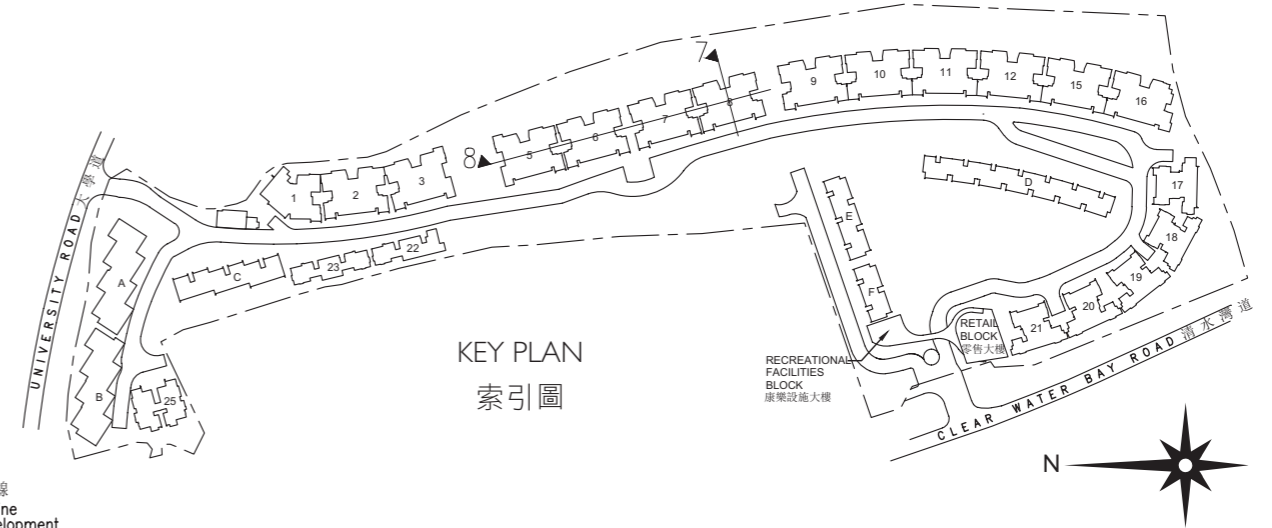 7
9
10
11
12
15
16
8
8
7
6
5
3
2
1
17
18
19
20
21
D
E
F
22
23
C
A
B
25
UNIVERSITY ROAD 大學道
KEY PLAN
索引圖
RETAIL
BLOCK
零售大樓
RECREATIONAL
FACILITIES
BLOCK
康樂設施大樓
CLEAR WATER BAY ROAD 清水灣道
N
線
ne
elopment